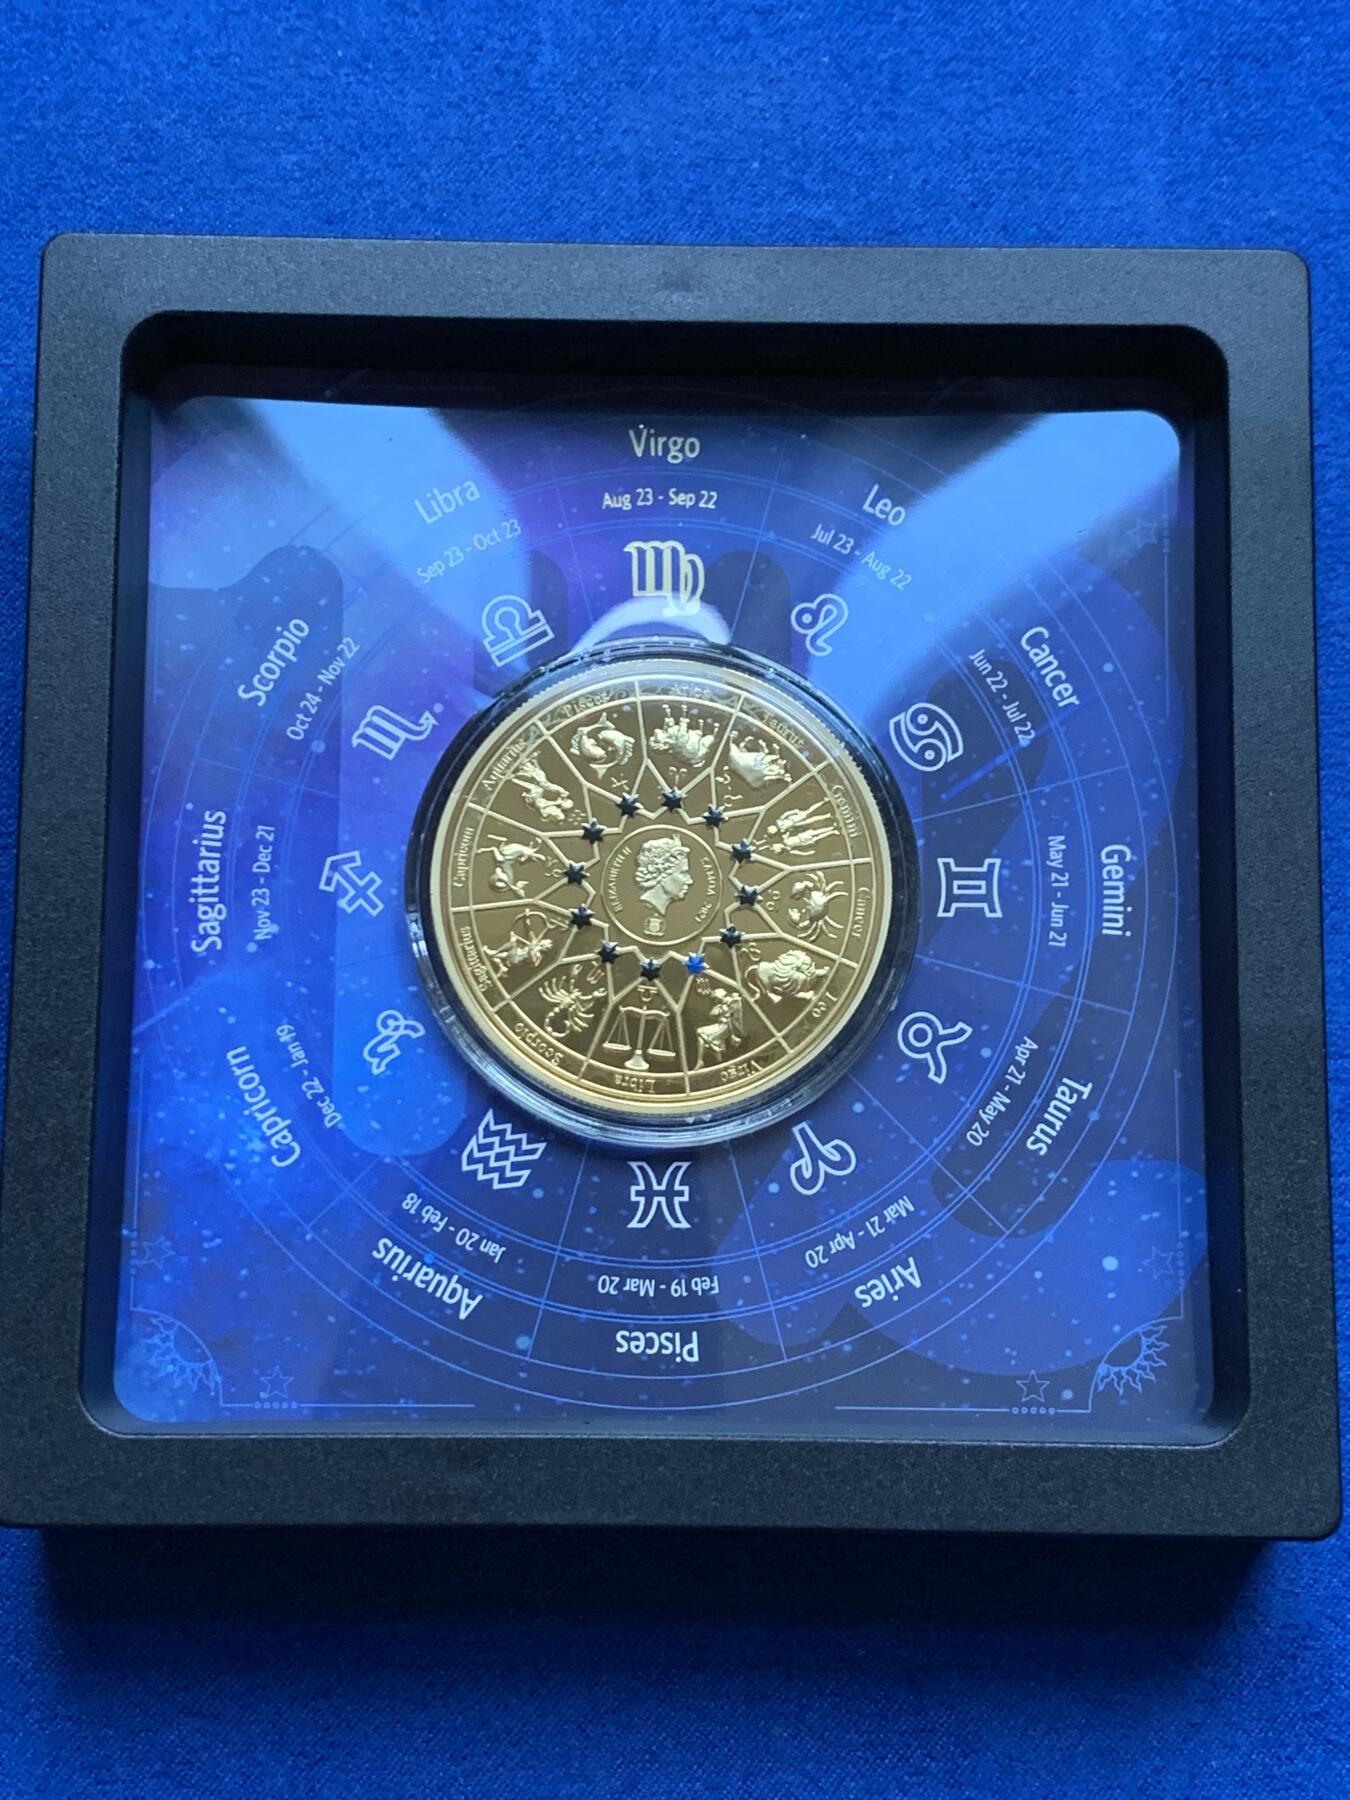 Virgo
Aug 23 - Sep 22
Leo
Jul 23 - Aug 22
Cancer
Jun 22 - Jul 22
Gemini
May 21 - Jun 21
Taurus
Apr 21 - May 20
Aries
Mar 21 - Apr 20
Pisces
Feb 19 - Mar 20
Aquarius
Jan 20 - Feb 18
Capricorn
Dec 22 - Jan 19
Sagittarius
Nov 23 - Dec 21
Scorpio
Oct 24 - Nov 22
Libra
Sep 23 - Oct 23
Aries
Taurus
Gemini
Cancer
Leo
Virgo
Libra
Scorpio
Sagittarius
Capricorn
Aquarius
Pisces
ELIZABETH II
SAMOA 2021